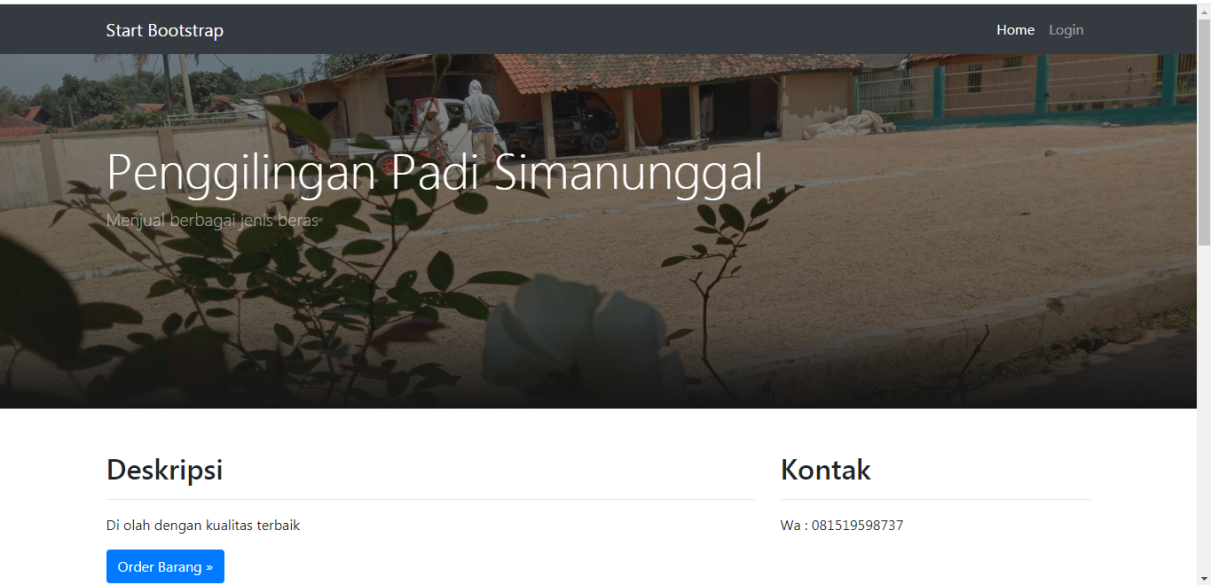 Start Bootstrap
Home Login
Penggilingan Padi Simanunggal
Menjual berbagai jenis beras
Deskripsi
Di olah dengan kualitas terbaik
Order Barang »
Kontak
Wa : 081519598737